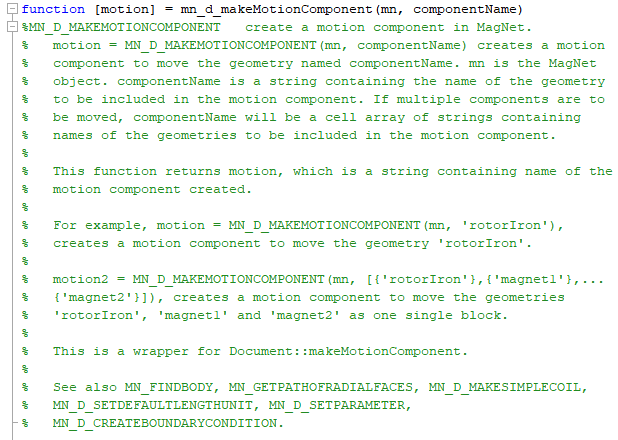 function [motion] = mn_d_makeMotionComponent(mn, componentName)
%MN_D_MAKEMOTIONCOMPONENT   create a motion component in MagNet.
%   motion = MN_D_MAKEMOTIONCOMPONENT(mn, componentName) creates a motion
%   component to move the geometry named componentName. mn is the MagNet
%   object. componentName is a string containing the name of the geometry
%   to be included in the motion component. If multiple components are to
%   be moved, componentName will be a cell array of strings containing
%   names of the geometries to be included in the motion component.
%
%   This function returns motion, which is a string containing name of the
%   motion component created.
%
%   For example, motion = MN_D_MAKEMOTIONCOMPONENT(mn, 'rotorIron'),
%   creates a motion component to move the geometry 'rotorIron'.
%
%   motion2 = MN_D_MAKEMOTIONCOMPONENT(mn, [{'rotorIron'},{'magnet1'},...
%   {'magnet2'}]), creates a motion component to move the geometries
%   'rotorIron', 'magnet1' and 'magnet2' as one single block.
%
%   This is a wrapper for Document::makeMotionComponent.
%
%   See also MN_FINDBODY, MN_GETPATHOFRADIALFACES, MN_D_MAKESIMPLECOIL,
%   MN_D_SETDEFAULTLENGTHUNIT, MN_D_SETPARAMETER,
%   MN_D_CREATEBOUNDARYCONDITION.